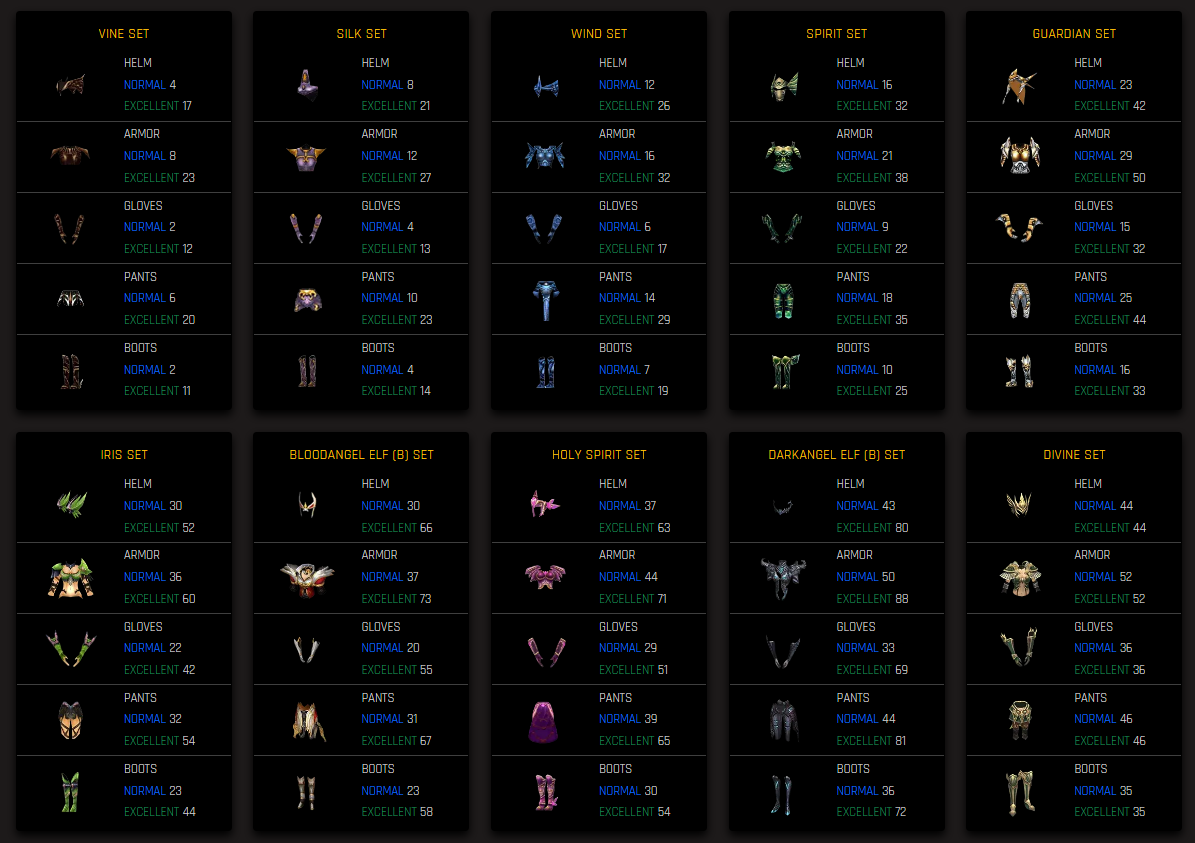 VINE SET
HELM
NORMAL 4
EXCELLENT 17
ARMOR
NORMAL 8
EXCELLENT 23
GLOVES
NORMAL 2
EXCELLENT 12
PANTS
NORMAL 6
EXCELLENT 20
BOOTS
NORMAL 2
EXCELLENT 11
SILK SET
HELM
NORMAL 8
EXCELLENT 21
ARMOR
NORMAL 12
EXCELLENT 27
GLOVES
NORMAL 4
EXCELLENT 13
PANTS
NORMAL 10
EXCELLENT 23
BOOTS
NORMAL 4
EXCELLENT 14
WIND SET
HELM
NORMAL 12
EXCELLENT 26
ARMOR
NORMAL 16
EXCELLENT 32
GLOVES
NORMAL 6
EXCELLENT 17
PANTS
NORMAL 14
EXCELLENT 29
BOOTS
NORMAL 7
EXCELLENT 19
SPIRIT SET
HELM
NORMAL 16
EXCELLENT 32
ARMOR
NORMAL 21
EXCELLENT 38
GLOVES
NORMAL 9
EXCELLENT 22
PANTS
NORMAL 18
EXCELLENT 35
BOOTS
NORMAL 10
EXCELLENT 25
GUARDIAN SET
HELM
NORMAL 23
EXCELLENT 42
ARMOR
NORMAL 29
EXCELLENT 50
GLOVES
NORMAL 15
EXCELLENT 32
PANTS
NORMAL 25
EXCELLENT 44
BOOTS
NORMAL 16
EXCELLENT 33
IRIS SET
HELM
NORMAL 30
EXCELLENT 52
ARMOR
NORMAL 36
EXCELLENT 60
GLOVES
NORMAL 22
EXCELLENT 42
PANTS
NORMAL 32
EXCELLENT 54
BOOTS
NORMAL 23
EXCELLENT 44
BLOODANGEL ELF (B) SET
HELM
NORMAL 30
EXCELLENT 66
ARMOR
NORMAL 37
EXCELLENT 73
GLOVES
NORMAL 20
EXCELLENT 55
PANTS
NORMAL 31
EXCELLENT 67
BOOTS
NORMAL 23
EXCELLENT 58
HOLY SPIRIT SET
HELM
NORMAL 37
EXCELLENT 63
ARMOR
NORMAL 44
EXCELLENT 71
GLOVES
NORMAL 29
EXCELLENT 51
PANTS
NORMAL 39
EXCELLENT 65
BOOTS
NORMAL 30
EXCELLENT 54
DARKANGEL ELF (B) SET
HELM
NORMAL 43
EXCELLENT 80
ARMOR
NORMAL 50
EXCELLENT 88
GLOVES
NORMAL 33
EXCELLENT 69
PANTS
NORMAL 44
EXCELLENT 81
BOOTS
NORMAL 36
EXCELLENT 72
DIVINE SET
HELM
NORMAL 44
EXCELLENT 44
ARMOR
NORMAL 52
EXCELLENT 52
GLOVES
NORMAL 36
EXCELLENT 36
PANTS
NORMAL 46
EXCELLENT 46
BOOTS
NORMAL 35
EXCELLENT 35